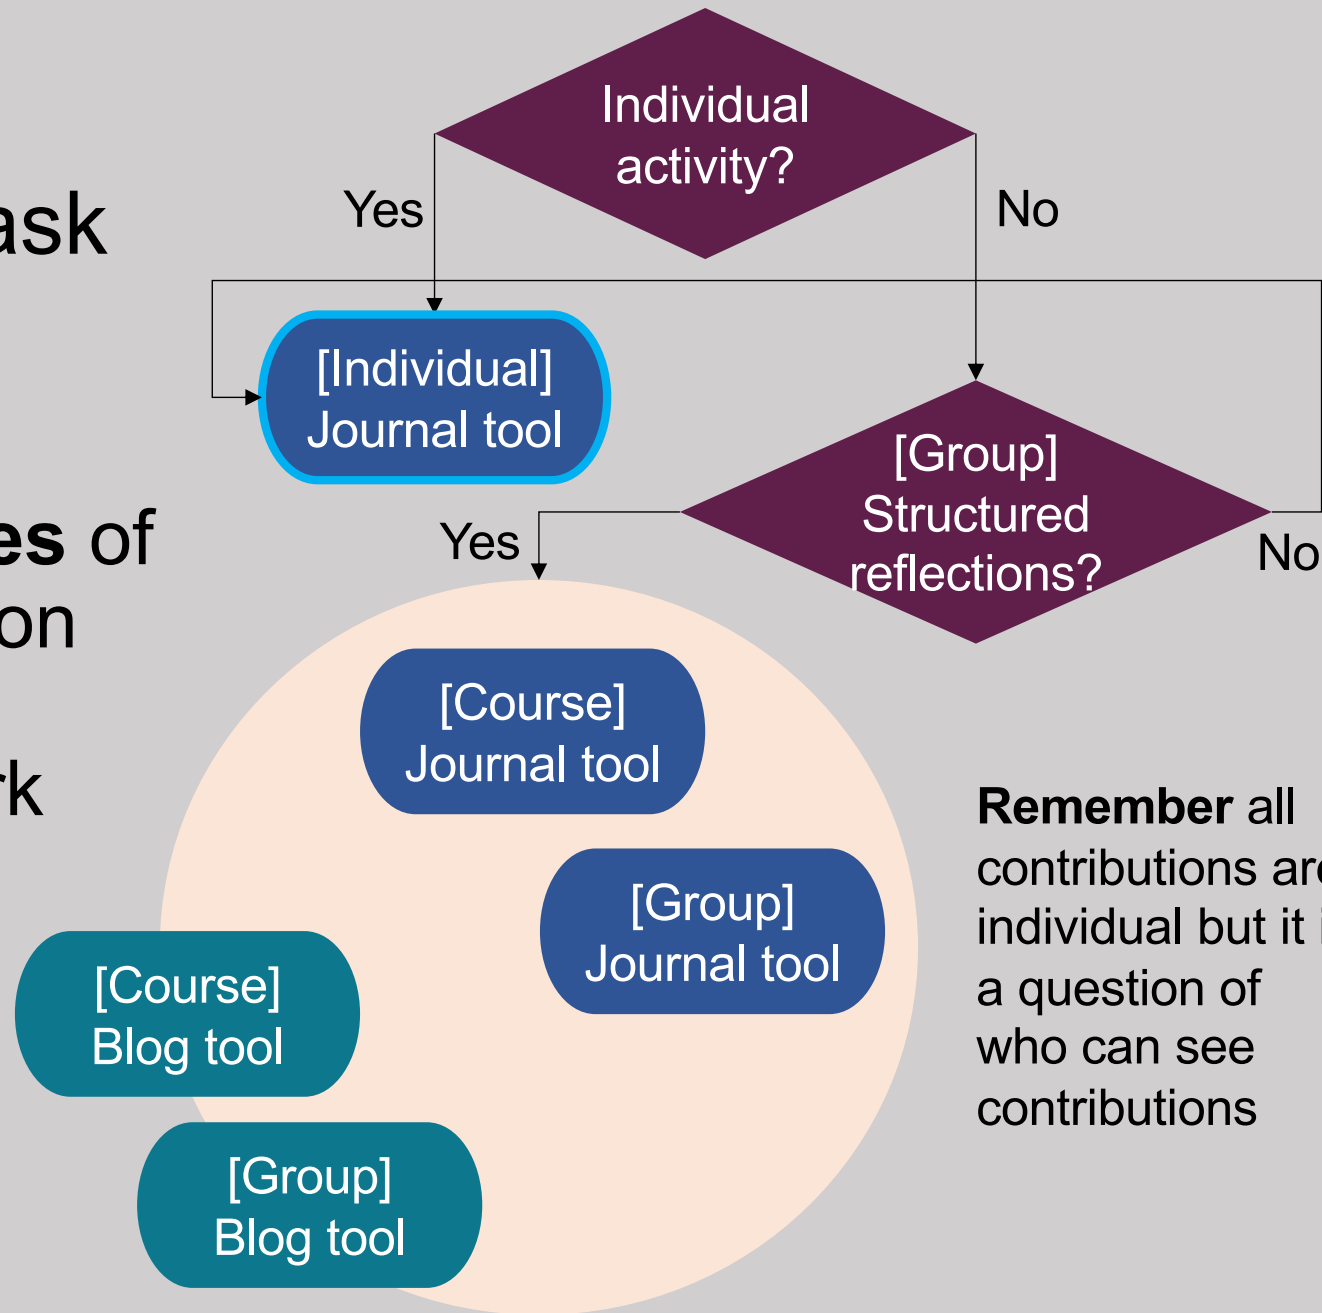 Individual
activity?
Yes
No
ask
[Individual]
Journal tool
[Group]
Structured
reflections?
es of
Yes
No
on
[Course]
Journal tool
rk
Remember all
contributions are
individual but it i
a question of
who can see
contributions
[Group]
Journal tool
[Course]
Blog tool
[Group]
Blog tool